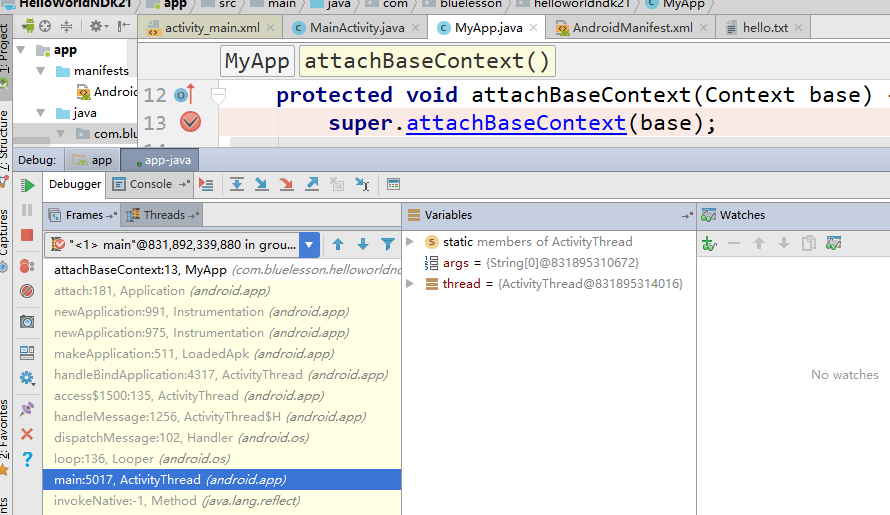 HelloWorldNDK21 app src main java com bluelesson helloworldndk21 MyApp
activity_main.xml MainActivity.java MyApp.java AndroidManifest.xml hello.txt
1: Project
app
manifests
Android
java
com.blue
7: Structure
MyApp attachBaseContext()
12 protected void attachBaseContext(Context base) {
13 super.attachBaseContext(base);
Debug: app app-java
Debugger Console
Captures
2: Favorites
Frames Threads
"<1> main"@831,892,339,880 in grou...
attachBaseContext:13, MyApp (com.bluelesson.helloworldnd
attach:181, Application (android.app)
newApplication:991, Instrumentation (android.app)
newApplication:975, Instrumentation (android.app)
makeApplication:511, LoadedApk (android.app)
handleBindApplication:4317, ActivityThread (android.app)
access$1500:135, ActivityThread (android.app)
handleMessage:1256, ActivityThread$H (android.app)
dispatchMessage:102, Handler (android.os)
loop:136, Looper (android.os)
main:5017, ActivityThread (android.app)
invokeNative:-1, Method (java.lang.reflect)
Variables
static members of ActivityThread
args = {String[0]@831895310672}
thread = {ActivityThread@831895314016}
Watches
No watches